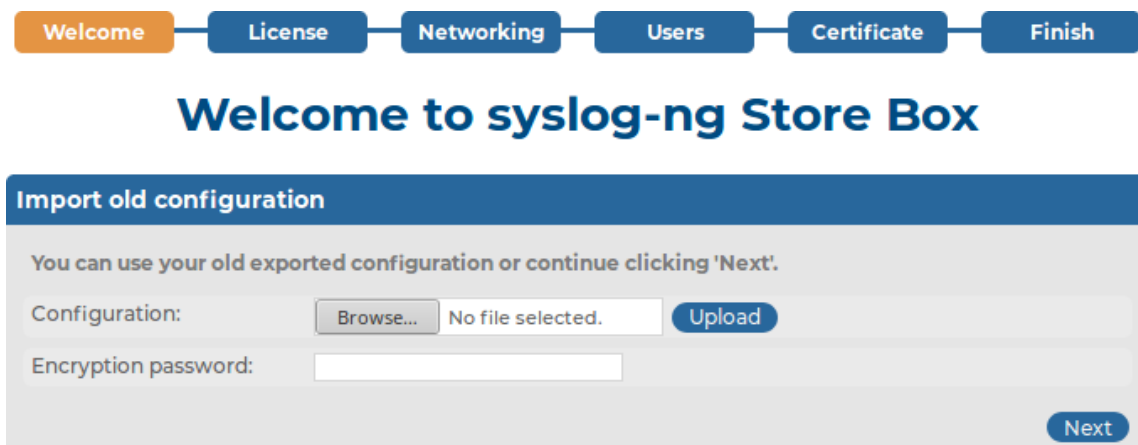 Welcome License Networking Users Certificate Finish
Welcome to syslog-ng Store Box
Import old configuration
You can use your old exported configuration or continue clicking 'Next'.
Configuration: Browse... No file selected. Upload
Encryption password:
Next